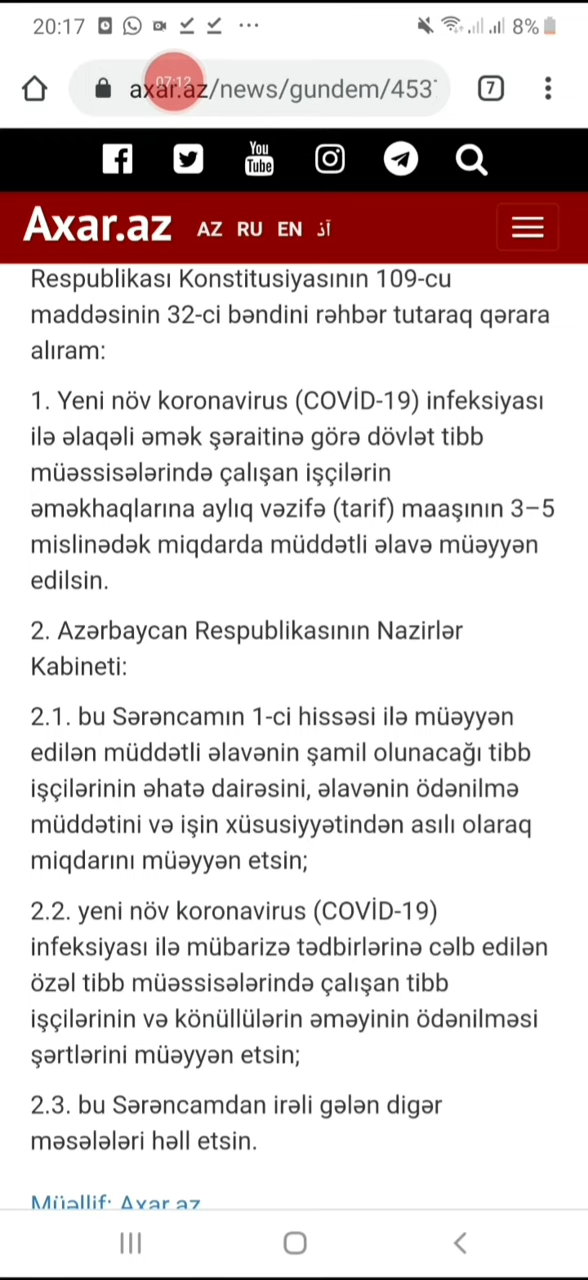 20:17 8%
axar.az/news/gundem/453 7
07:12
You
Tube
Axar.az AZ RU EN آذ
Respublikası Konstitusiyasının 109-cu
maddəsinin 32-ci bəndini rəhbər tutaraq qərara
alıram:
1. Yeni növ koronavirus (COVİD-19) infeksiyası
ilə əlaqəli əmək şəraitinə görə dövlət tibb
müəssisələrində çalışan işçilərin
əməkhaqlarına aylıq vəzifə (tarif) maaşının 3–5
mislinədək miqdarda müddətli əlavə müəyyən
edilsin.
2. Azərbaycan Respublikasının Nazirlər
Kabineti:
2.1. bu Sərəncamın 1-ci hissəsi ilə müəyyən
edilən müddətli əlavənin şamil olunacağı tibb
işçilərinin əhatə dairəsini, əlavənin ödənilmə
müddətini və işin xüsusiyyətindən asılı olaraq
miqdarını müəyyən etsin;
2.2. yeni növ koronavirus (COVİD-19)
infeksiyası ilə mübarizə tədbirlərinə cəlb edilən
özəl tibb müəssisələrində çalışan tibb
işçilərinin və könüllülərin əməyinin ödənilməsi
şərtlərini müəyyən etsin;
2.3. bu Sərəncamdan irəli gələn digər
məsələləri həll etsin.
Müəllif: Axar.az